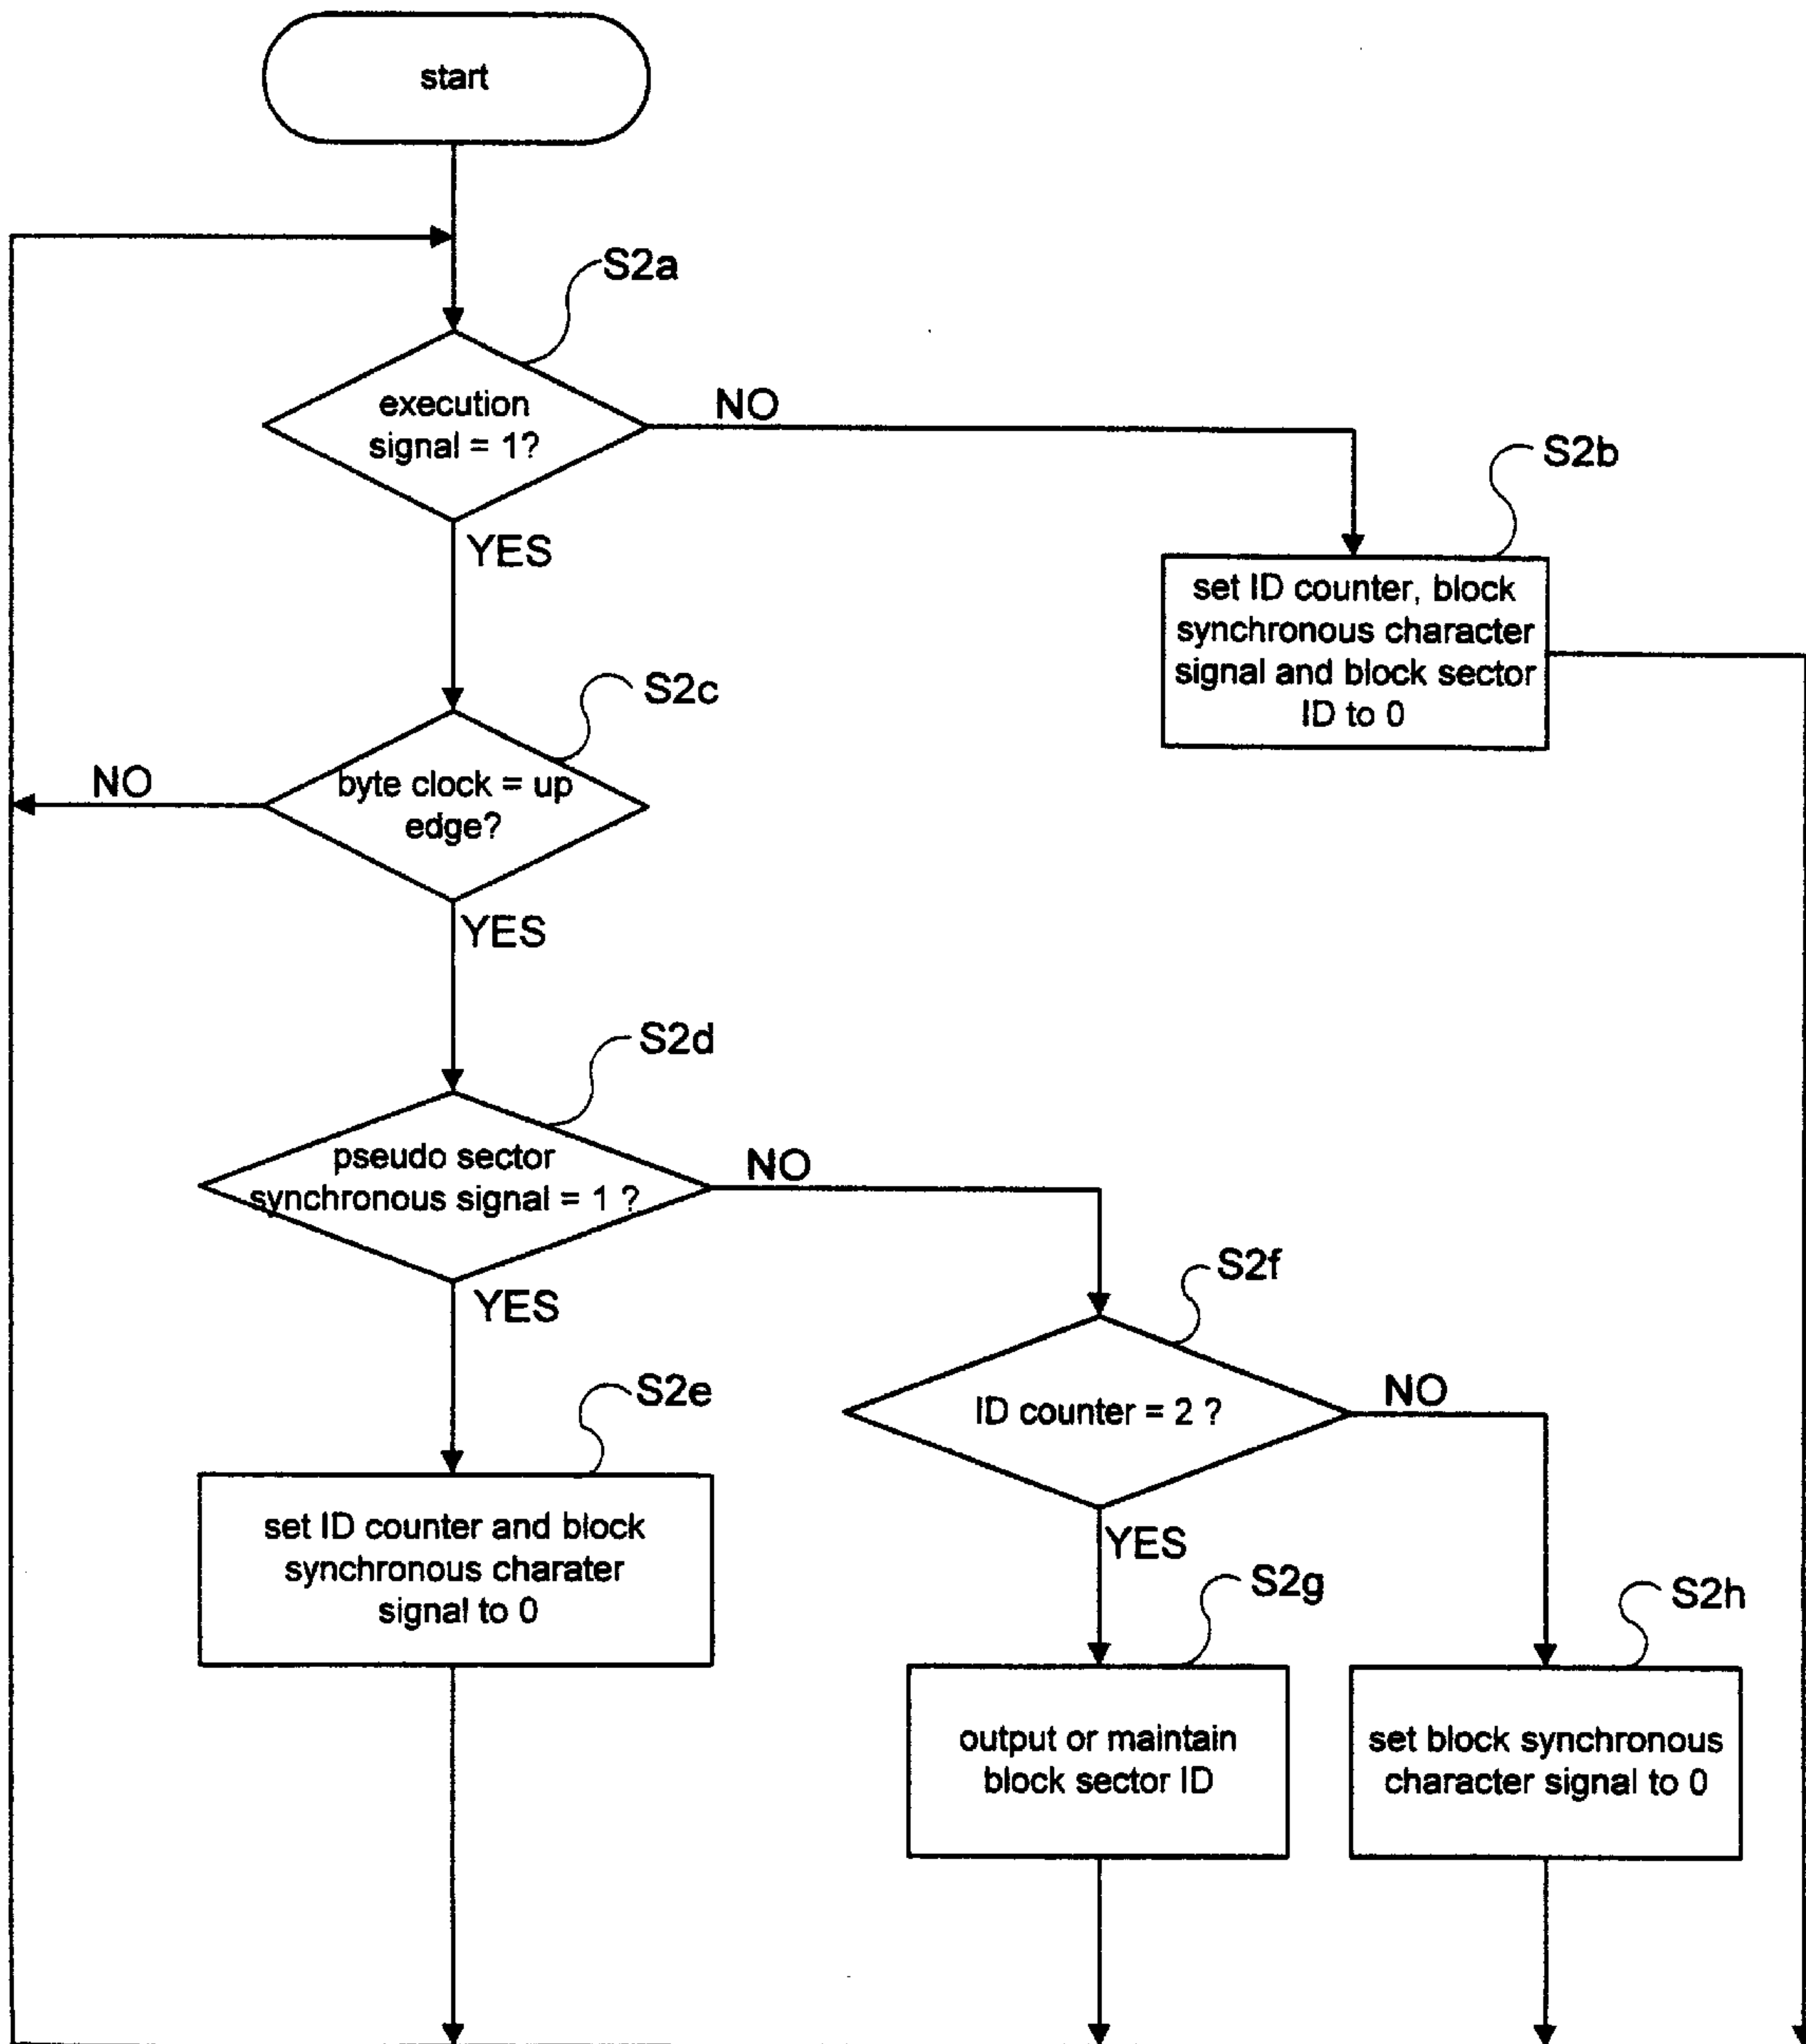 start
S2a
execution
signal = 1?
NO
YES
S2b
set ID counter, block
synchronous character
signal and block sector
ID to 0
S2c
byte clock = up
edge?
NO
YES
S2d
pseudo sector
synchronous signal = 1 ?
NO
YES
S2f
ID counter = 2 ?
NO
YES
S2e
set ID counter and block
synchronous charater
signal to 0
S2g
output or maintain
block sector ID
S2h
set block synchronous
character signal to 0